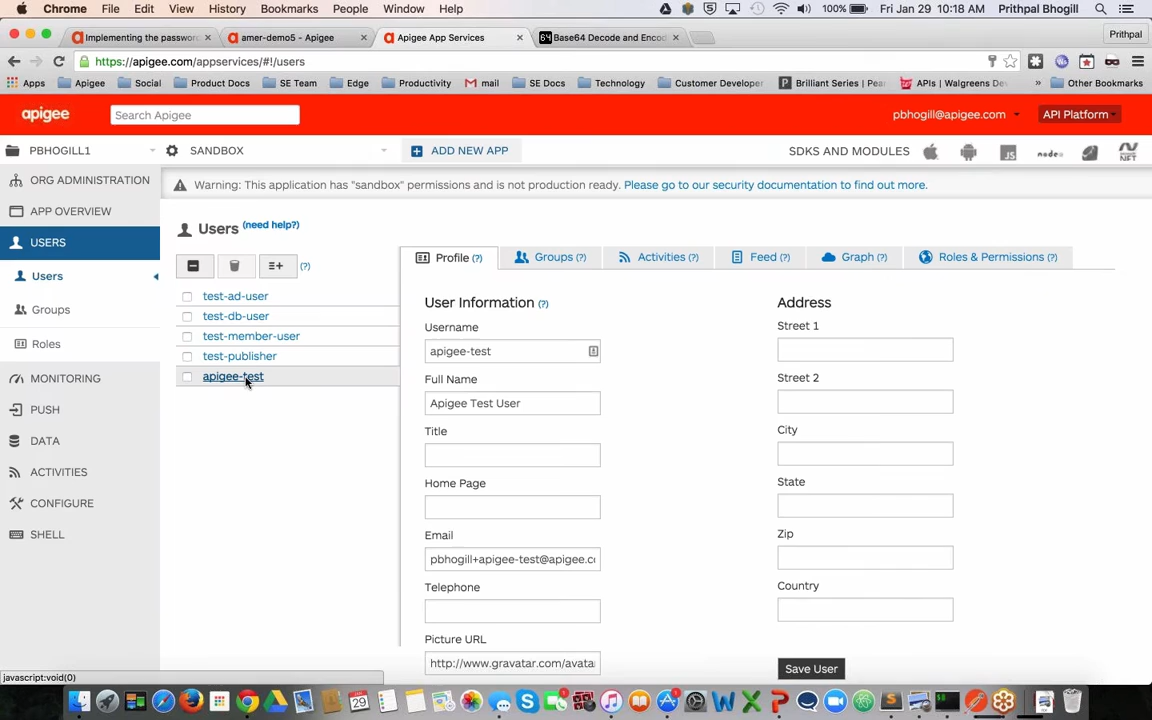 Chrome File Edit View History Bookmarks People Window Help
100% Fri Jan 29 10:18 AM Prithpal Bhogill
Implementing the passwor
amer-demo5 - Apigee
Apigee App Services
Base64 Decode and Encod
Prithpal
https://apigee.com/appservices/#!/users
Apps Apigee Social Product Docs SE Team Edge Productivity mail SE Docs Technology Customer Developer Brilliant Series | Pear APIs | Walgreens Dev » Other Bookmarks
apigee
Search Apigee
pbhogill@apigee.com
API Platform
PBHOGILL1
SANDBOX
ADD NEW APP
SDKS AND MODULES
ORG ADMINISTRATION
Warning: This application has "sandbox" permissions and is not production ready. Please go to our security documentation to find out more.
APP OVERVIEW
Users (need help?)
USERS
Profile (?) Groups (?) Activities (?) Feed (?) Graph (?) Roles & Permissions (?)
(?)
Users
Groups
Roles
MONITORING
PUSH
DATA
ACTIVITIES
CONFIGURE
SHELL
test-ad-user
test-db-user
test-member-user
test-publisher
apigee-test
User Information (?)
Username
apigee-test
Full Name
Apigee Test User
Title
Home Page
Email
pbhogill+apigee-test@apigee.co
Telephone
Picture URL
http://www.gravatar.com/avata
Address
Street 1
Street 2
City
State
Zip
Country
Save User
javascript:void(0)